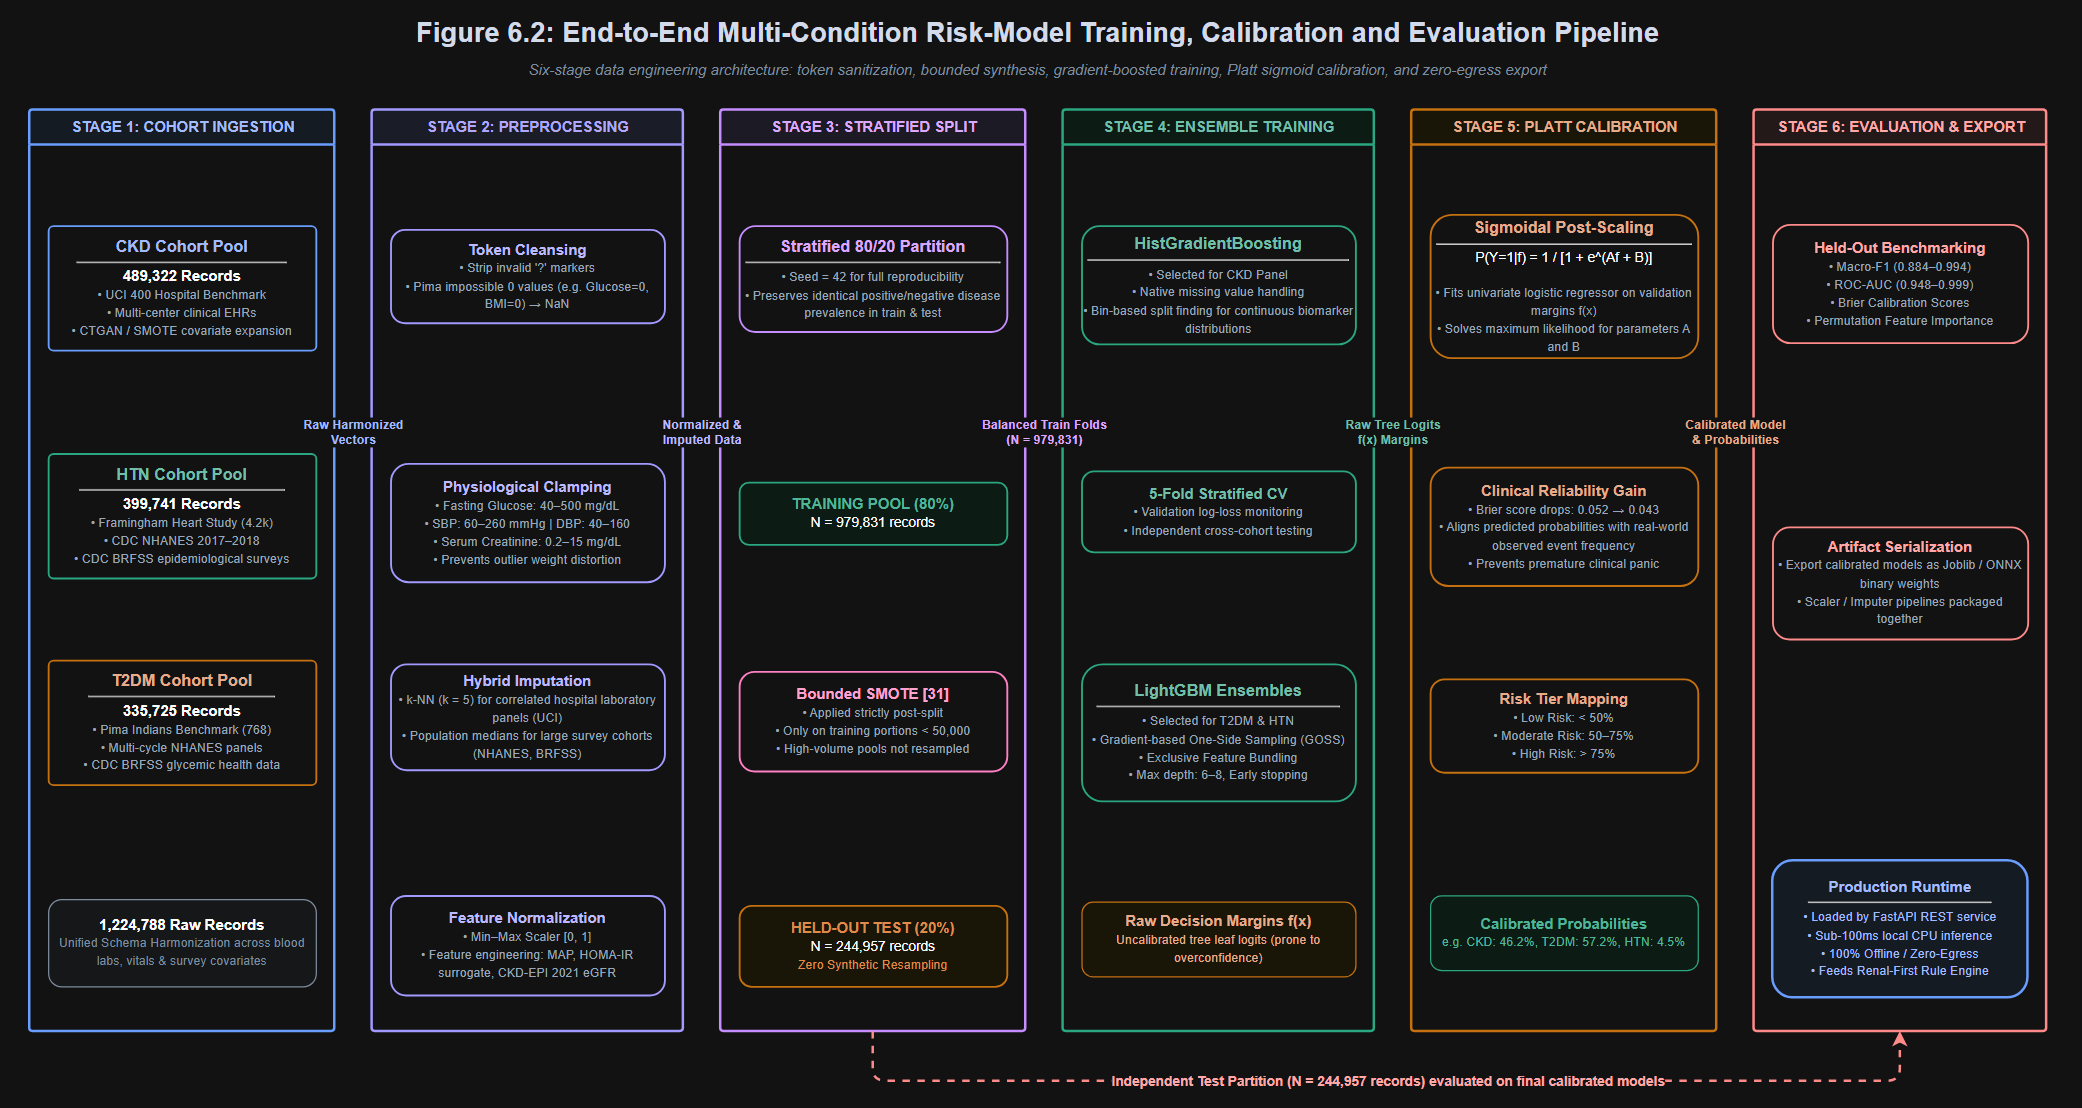 Figure 6.2: End-to-End Multi-Condition Risk-Model Training, Calibration and Evaluation Pipeline
Six-stage data engineering architecture: token sanitization, bounded synthesis, gradient-boosted training, Platt sigmoid calibration, and zero-egress export
STAGE 1: COHORT INGESTION
CKD Cohort Pool
489,322 Records
• UCI 400 Hospital Benchmark
• Multi-center clinical EHRs
• CTGAN / SMOTE covariate expansion
HTN Cohort Pool
399,741 Records
• Framingham Heart Study (4.2k)
• CDC NHANES 2017–2018
• CDC BRFSS epidemiological surveys
T2DM Cohort Pool
335,725 Records
• Pima Indians Benchmark (768)
• Multi-cycle NHANES panels
• CDC BRFSS glycemic health data
1,224,788 Raw Records
Unified Schema Harmonization across blood
labs, vitals & survey covariates
Raw Harmonized
Vectors
STAGE 2: PREPROCESSING
Token Cleansing
• Strip invalid '?' markers
• Pima impossible 0 values (e.g. Glucose=0,
BMI=0) → NaN
Physiological Clamping
• Fasting Glucose: 40–500 mg/dL
• SBP: 60–260 mmHg | DBP: 40–160
• Serum Creatinine: 0.2–15 mg/dL
• Prevents outlier weight distortion
Hybrid Imputation
• k-NN (k = 5) for correlated hospital laboratory
panels (UCI)
• Population medians for large survey cohorts
(NHANES, BRFSS)
Feature Normalization
• Min–Max Scaler [0, 1]
• Feature engineering: MAP, HOMA-IR
surrogate, CKD-EPI 2021 eGFR
Normalized &
Imputed Data
STAGE 3: STRATIFIED SPLIT
Stratified 80/20 Partition
• Seed = 42 for full reproducibility
• Preserves identical positive/negative disease
prevalence in train & test
TRAINING POOL (80%)
N = 979,831 records
Bounded SMOTE [31]
• Applied strictly post-split
• Only on training portions < 50,000
• High-volume pools not resampled
HELD-OUT TEST (20%)
N = 244,957 records
Zero Synthetic Resampling
Balanced Train Folds
(N = 979,831)
STAGE 4: ENSEMBLE TRAINING
HistGradientBoosting
• Selected for CKD Panel
• Native missing value handling
• Bin-based split finding for continuous biomarker
distributions
5-Fold Stratified CV
• Validation log-loss monitoring
• Independent cross-cohort testing
LightGBM Ensembles
• Selected for T2DM & HTN
• Gradient-based One-Side Sampling (GOSS)
• Exclusive Feature Bundling
• Max depth: 6–8, Early stopping
Raw Decision Margins f(x)
Uncalibrated tree leaf logits (prone to
overconfidence)
Raw Tree Logits
f(x) Margins
STAGE 5: PLATT CALIBRATION
Sigmoidal Post-Scaling
P(Y=1|f) = 1 / [1 + e^(Af + B)]
• Fits univariate logistic regressor on validation
margins f(x)
• Solves maximum likelihood for parameters A
and B
Clinical Reliability Gain
• Brier score drops: 0.052 → 0.043
• Aligns predicted probabilities with real-world
observed event frequency
• Prevents premature clinical panic
Risk Tier Mapping
• Low Risk: < 50%
• Moderate Risk: 50–75%
• High Risk: > 75%
Calibrated Probabilities
e.g. CKD: 46.2%, T2DM: 57.2%, HTN: 4.5%
Calibrated Model
& Probabilities
STAGE 6: EVALUATION & EXPORT
Held-Out Benchmarking
• Macro-F1 (0.884–0.994)
• ROC-AUC (0.948–0.999)
• Brier Calibration Scores
• Permutation Feature Importance
Artifact Serialization
• Export calibrated models as Joblib / ONNX
binary weights
• Scaler / Imputer pipelines packaged
together
Production Runtime
• Loaded by FastAPI REST service
• Sub-100ms local CPU inference
• 100% Offline / Zero-Egress
• Feeds Renal-First Rule Engine
Independent Test Partition (N = 244,957 records) evaluated on final calibrated models